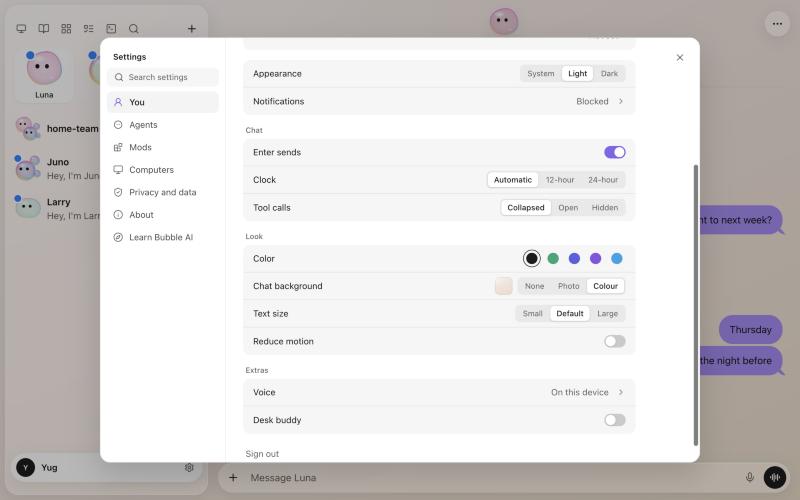 Luna
home-team
Juno
Hey, I'm Jun
Larry
Hey, I'm Larr
Y
Yug
Settings
Search settings
You
Agents
Mods
Computers
Privacy and data
About
Learn Bubble AI
Appearance
System Light Dark
Notifications
Blocked
Chat
Enter sends
Clock
Automatic 12-hour 24-hour
Tool calls
Collapsed Open Hidden
Look
Color
Chat background
None Photo Colour
Text size
Small Default Large
Reduce motion
Extras
Voice
On this device
Desk buddy
Sign out
nt to next week?
Thursday
the night before
Message Luna